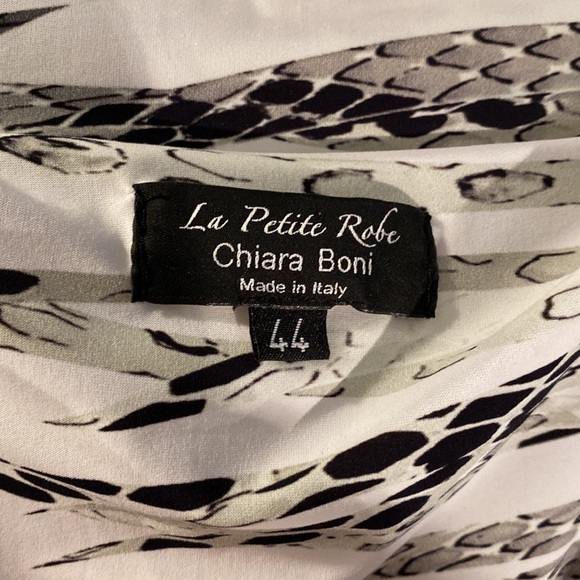 La Petite Robe
Chiara Boni
Made in Italy
44